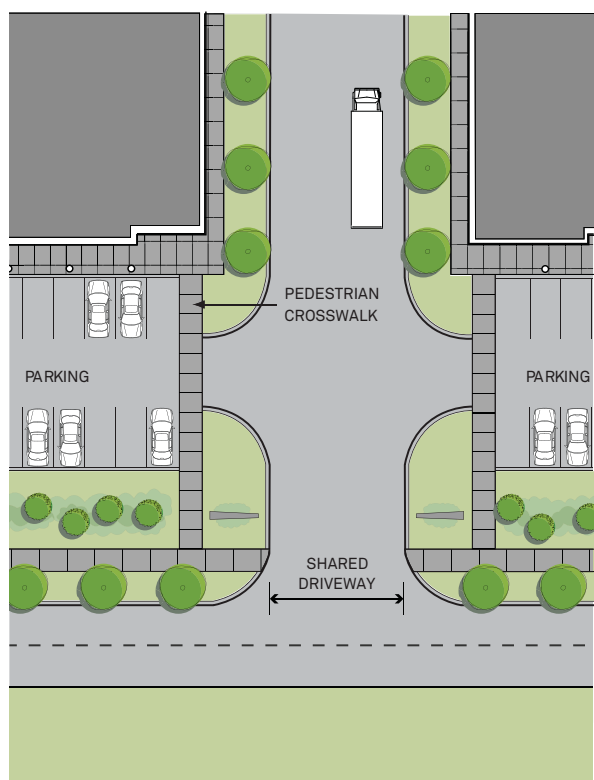 PEDESTRIAN
CROSSWALK
PARKING
PARKING
SHARED
DRIVEWAY